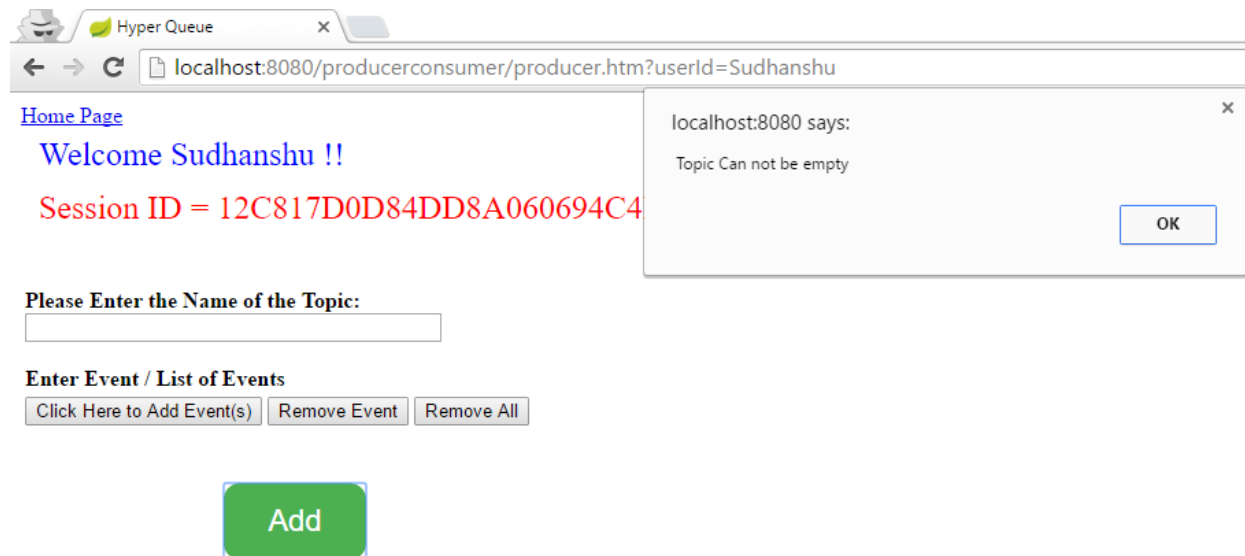 Hyper Queue
localhost:8080/producerconsumer/producer.htm?userId=Sudhanshu
Home Page
Welcome Sudhanshu !!
Session ID = 12C817D0D84DD8A060694C4
localhost:8080 says:
Topic Can not be empty
OK
Please Enter the Name of the Topic:
Enter Event / List of Events
Click Here to Add Event(s) Remove Event Remove All
Add